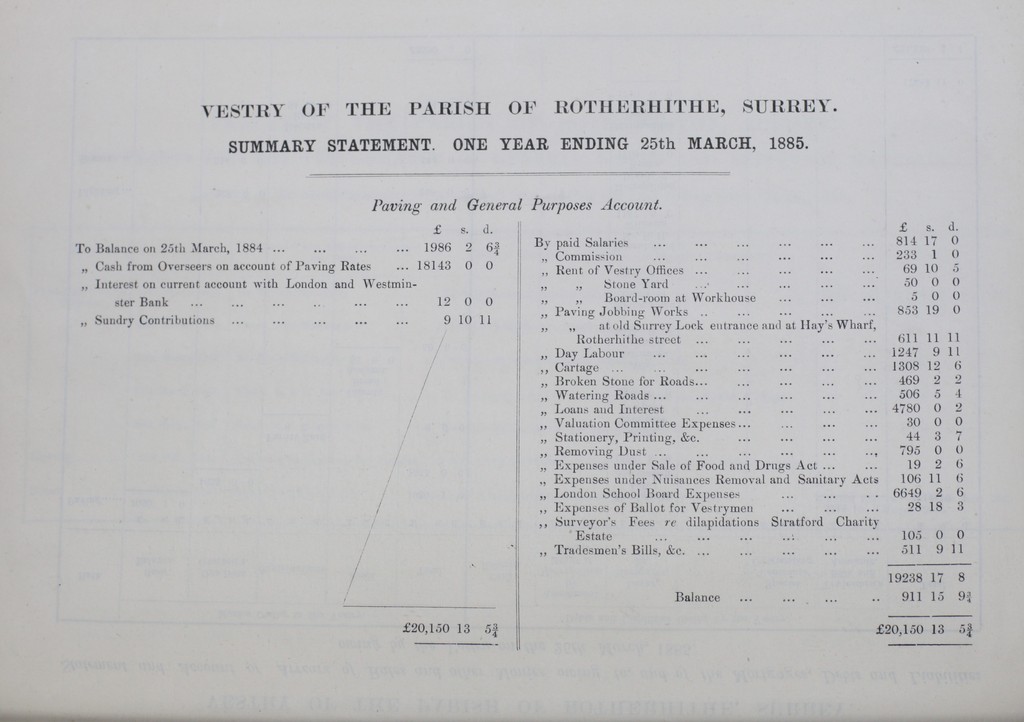 VESTRY OF THE PARISH OF ROTHERHITHE, SURREY.
SUMMARY STATEMENT. ONE YEAR ENDING 25th MARCH, 1885.
Paving and General Purposes Account.
£ s. d.
To Balance on 25th March, 1884 ... ... ... ... 1986 2 6¾
„ Cash from Overseers on account of Paving Rates ... 18143 0 0
„ Interest on current account with London and Westmin-
ster Bank ... ... ... ... ... ... 12 0 0
„ Sundry Contributions ... ... ... ... ... 9 10 11
£20,150 13 5¾
£ s. d.
By paid Salaries ... ... ... ... ... ... 814 17 0
„ Commission ... ... ... ... ... ... 233 1 0
„ Rent of Vestry Offices ... ... ... ... ... 69 10 5
„ „ Stone Yard ... ... ... ... ... 50 0 0
„ „ Board-room at Workhouse ... ... ... 5 0 0
„ Paving Jobbing Works .. ... ... ... ... 853 19 0
„ „ at old Surrey Lock entrance and at Hay's Wharf,
Rotherhithe street ... ... ... ... ... 611 11 11
„ Day Labour ... ... ... ... ... ... 1247 9 11
„ Cartage ... ... ... ... ... ... ... 1308 12 6
„ Broken Stone for Roads... ... ... ... ... 469 2 2
„ Watering Roads ... ... ... ... ... ... 506 5 4
„ Loans and Interest ... ... ... ... ... 4780 0 2
„ Valuation Committee Expenses... ... ... ... 30 0 0
„ Stationery, Printing, &c. ... ... ... ... 44 3 7
„ Removing Dust ... ... ... ... ... ..., 795 0 0
„ Expenses under Sale of Food and Drugs Act ... ... 19 2 6
„ Expenses under Nuisances Removal and Sanitary Acts 106 11 6
„ London School Board Expenses ... ... .. 6649 2 6
„ Expenses of Ballot for Vestrymen ... ... ... 28 18 3
„ Surveyor's Fees re dilapidations Stratford Charity
Estate ... ... ... ... ... ... 105 0 0
„ Tradesmen's Bills, &c. ... ... ... ... ... 511 9 11
19238 17 8
Balance ... ... ... .. 911 15 9¾
£20,150 13 5¾